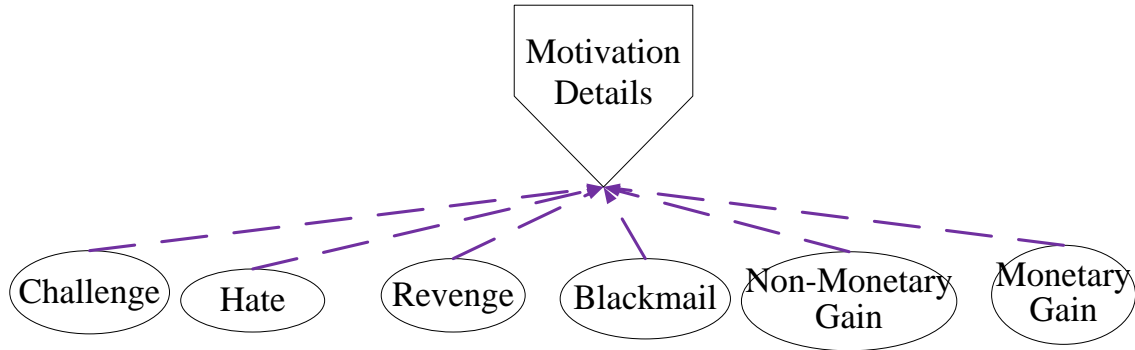 Motivation
Details
Challenge
Hate
Revenge
Blackmail
Non-Monetary
Gain
Monetary
Gain